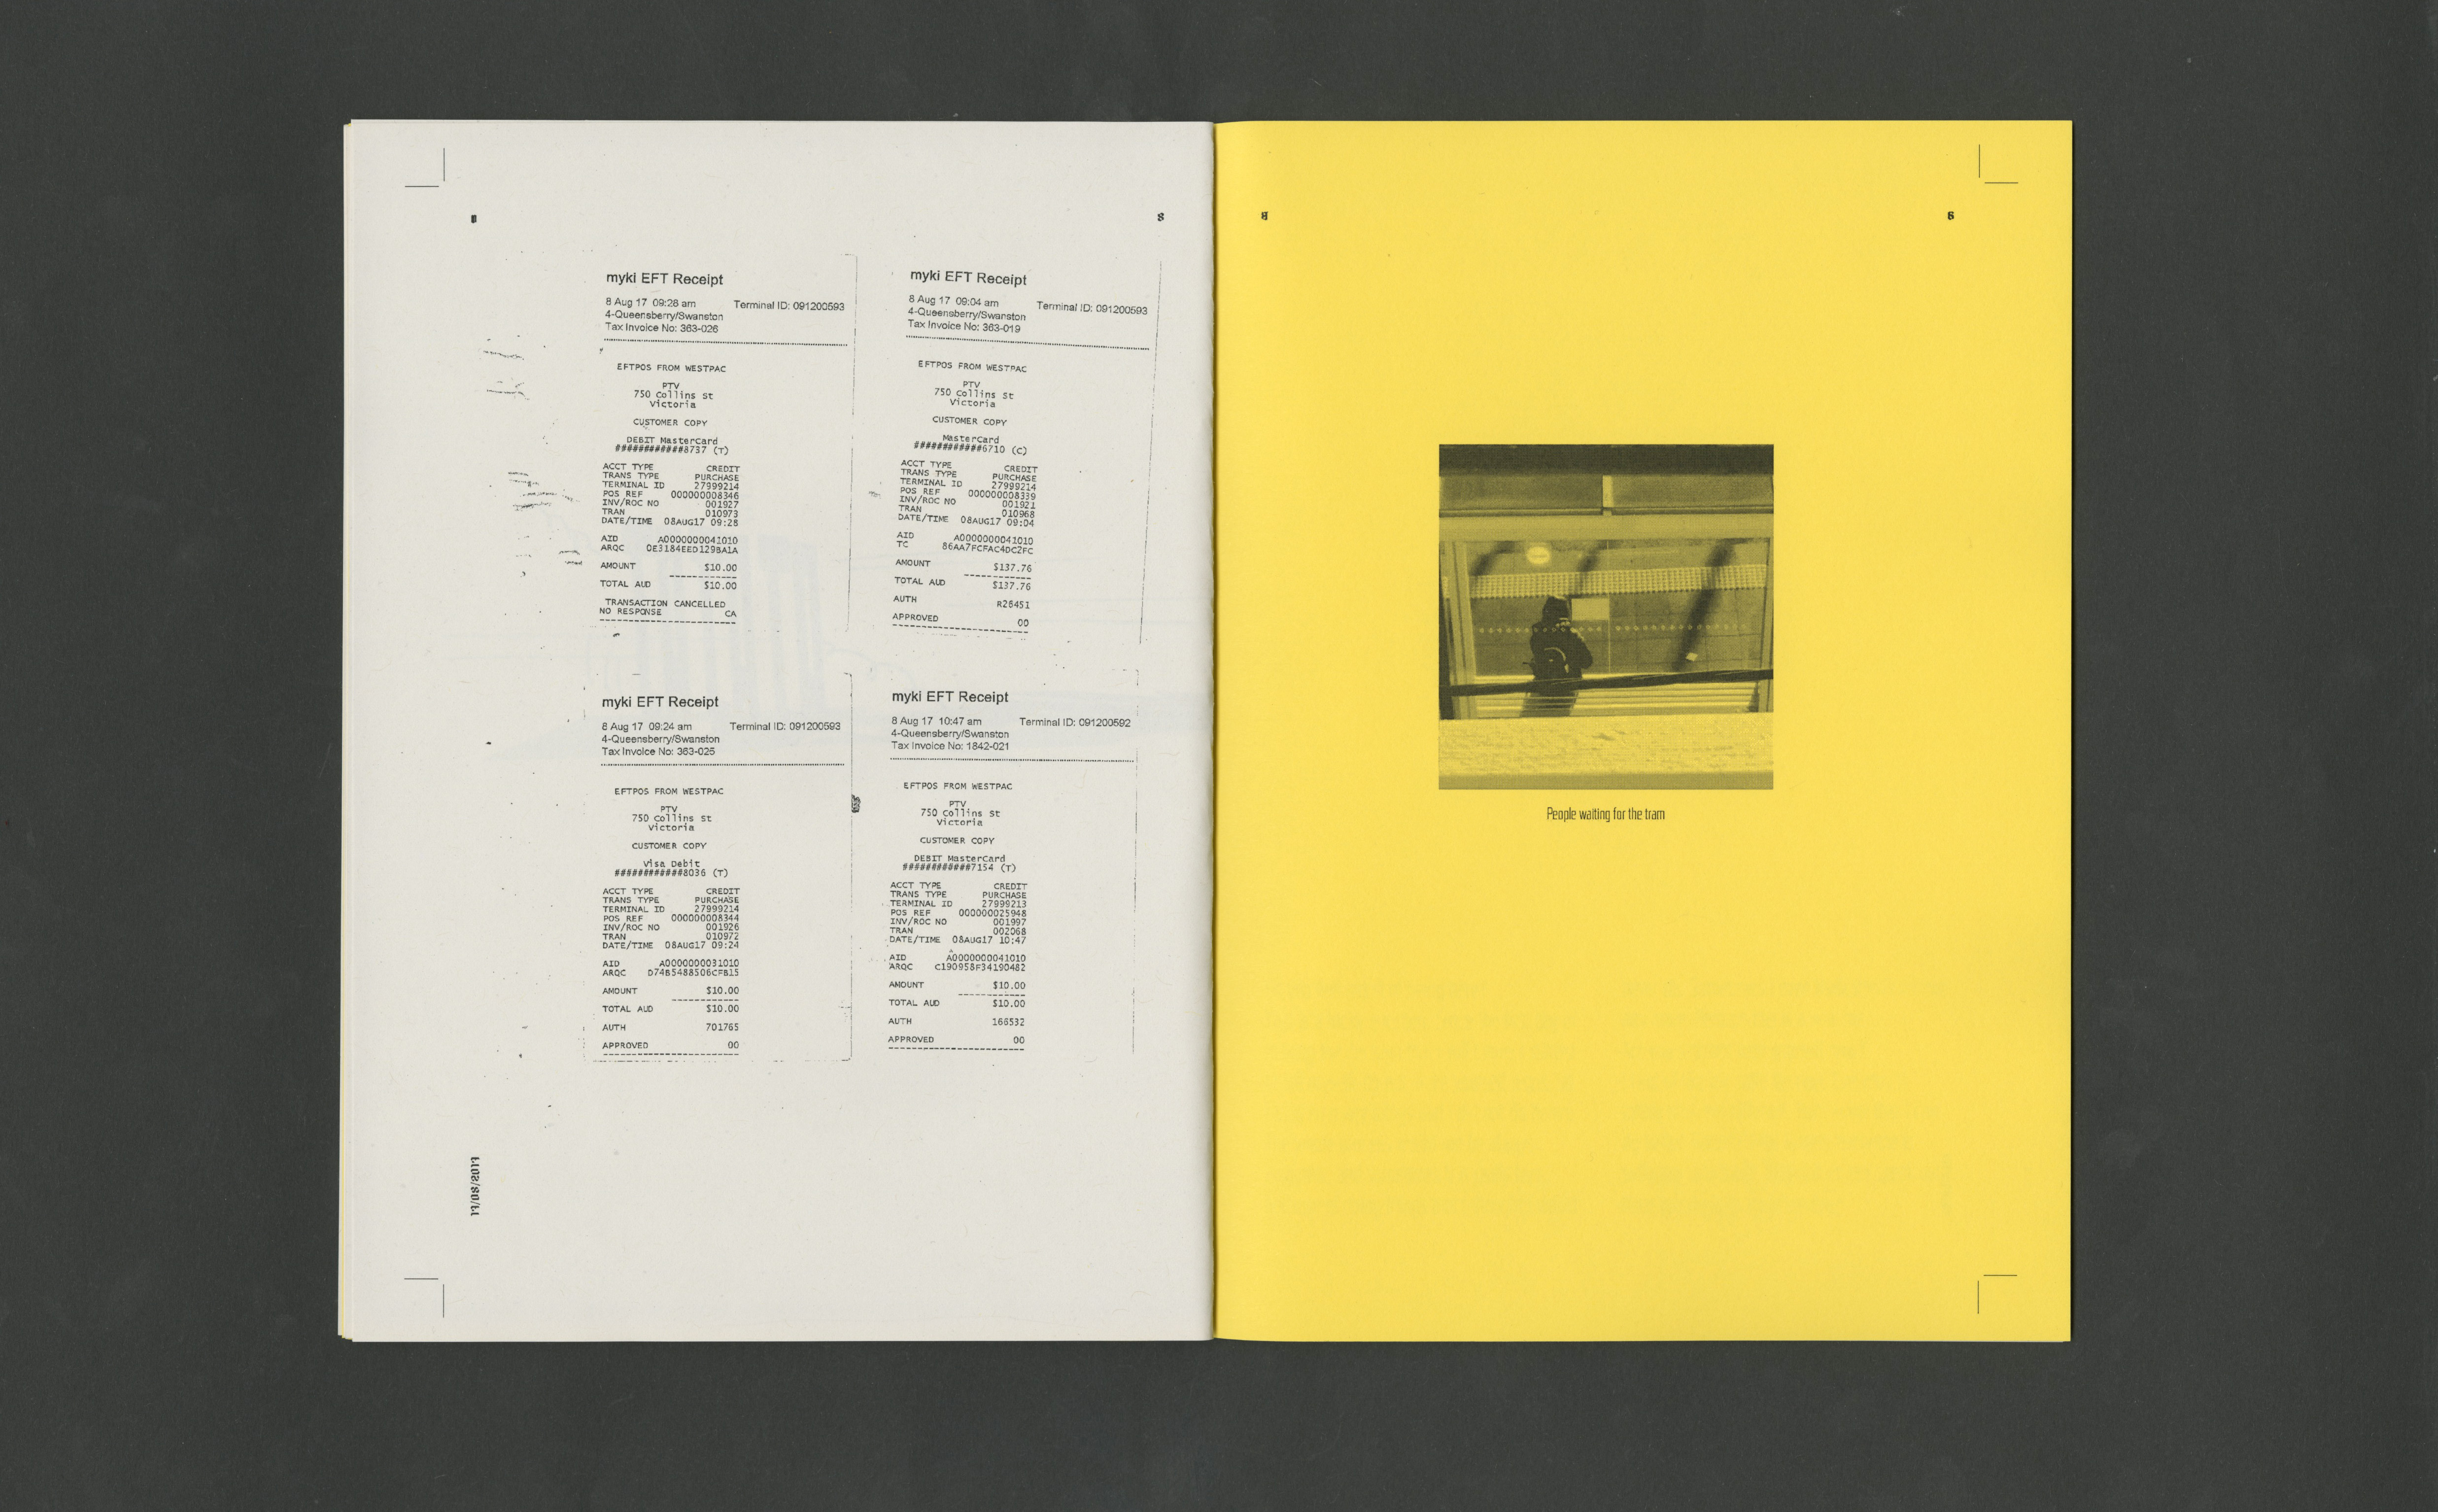 myki EFT Receipt
8 Aug 17 09:28 am Terminal ID: 091200593
4-Queensberry/Swanston
Tax Invoice No: 363-026
EFTPOS FROM WESTPAC
PTV
750 Collins St
Victoria
CUSTOMER COPY
DEBIT MasterCard
############8737 (T)
ACCT TYPE CREDIT
TRANS TYPE PURCHASE
TERMINAL ID 27999214
POS REF 000000008346
INV/ROC NO 001927
TRAN 010973
DATE/TIME 08AUG17 09:28
AID A0000000041010
ARQC 0E3184EED129BA1A
AMOUNT $10.00
TOTAL AUD $10.00
TRANSACTION CANCELLED
NO RESPONSE CA
myki EFT Receipt
8 Aug 17 09:04 am Terminal ID: 091200593
4-Queensberry/Swanston
Tax Invoice No: 363-019
EFTPOS FROM WESTPAC
PTV
750 Collins St
Victoria
CUSTOMER COPY
MasterCard
############6710 (C)
ACCT TYPE CREDIT
TRANS TYPE PURCHASE
TERMINAL ID 27999214
POS REF 000000008339
INV/ROC NO 001921
TRAN 010968
DATE/TIME 08AUG17 09:04
AID A0000000041010
TC 86AA7FCFAC4DC2FC
AMOUNT $137.76
TOTAL AUD $137.76
AUTH R26451
APPROVED 00
myki EFT Receipt
8 Aug 17 09:24 am Terminal ID: 091200593
4-Queensberry/Swanston
Tax Invoice No: 363-025
EFTPOS FROM WESTPAC
PTV
750 Collins St
Victoria
CUSTOMER COPY
Visa Debit
############8036 (T)
ACCT TYPE CREDIT
TRANS TYPE PURCHASE
TERMINAL ID 27999214
POS REF 000000008344
INV/ROC NO 001926
TRAN 010972
DATE/TIME 08AUG17 09:24
AID A0000000031010
ARQC D74B5488506CFB15
AMOUNT $10.00
TOTAL AUD $10.00
AUTH 701765
APPROVED 00
myki EFT Receipt
8 Aug 17 10:47 am Terminal ID: 091200592
4-Queensberry/Swanston
Tax Invoice No: 1842-021
EFTPOS FROM WESTPAC
PTV
750 Collins St
Victoria
CUSTOMER COPY
DEBIT MasterCard
############7154 (T)
ACCT TYPE CREDIT
TRANS TYPE PURCHASE
TERMINAL ID 27999213
POS REF 000000025948
INV/ROC NO 001997
TRAN 002068
DATE/TIME 08AUG17 10:47
AID A0000000041010
ARQC C190958F34190482
AMOUNT $10.00
TOTAL AUD $10.00
AUTH 166532
APPROVED 00
People waiting for the tram